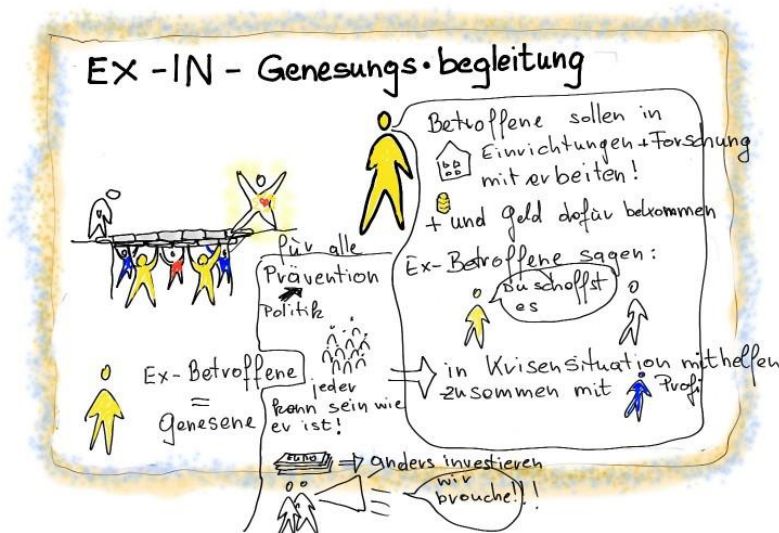 EX-IN-Genesungs·begleitung
Betroffene sollen in
Einrichtungen+Forschung
mitarbeiten!
+ und Geld dafür bekommen
Ex-Betroffene sagen:
Du schaffst
es
in Krisensituation mithelfen
zusammen mit Profi
für alle
Prävention
Politik
jeder
kann sein wie
er ist!
Ex-Betroffene
=
Genesene
EURO
anders investieren
wir
brauche!!!